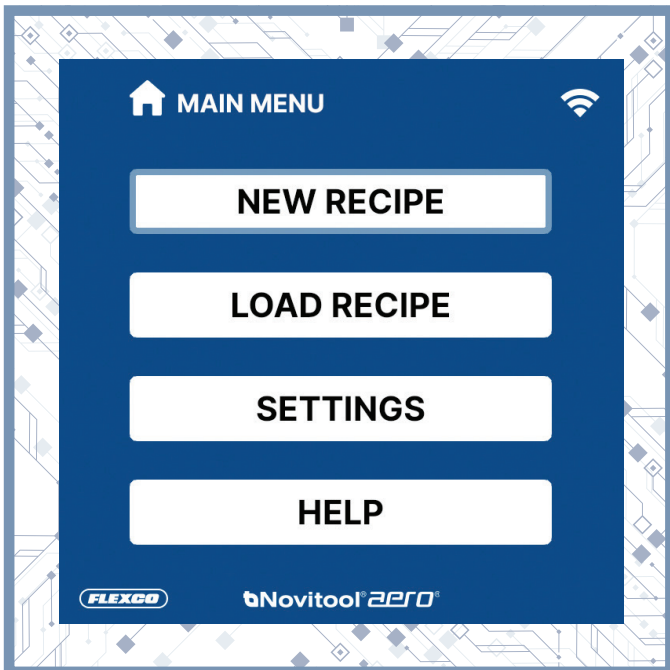 MAIN MENU
NEW RECIPE
LOAD RECIPE
SETTINGS
HELP
FLEXCO Novitool® aero®